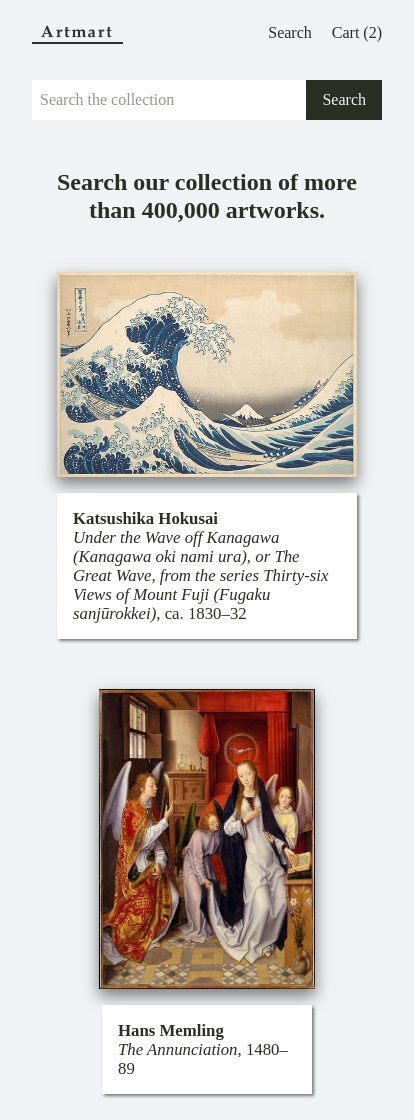 Artmart
Search
Cart (2)
Search the collection
Search
Search our collection of more
than 400,000 artworks.
Katsushika Hokusai
Under the Wave off Kanagawa
(Kanagawa oki nami ura), or The
Great Wave, from the series Thirty-six
Views of Mount Fuji (Fugaku
sanjūrokkei), ca. 1830–32
Hans Memling
The Annunciation, 1480–
89